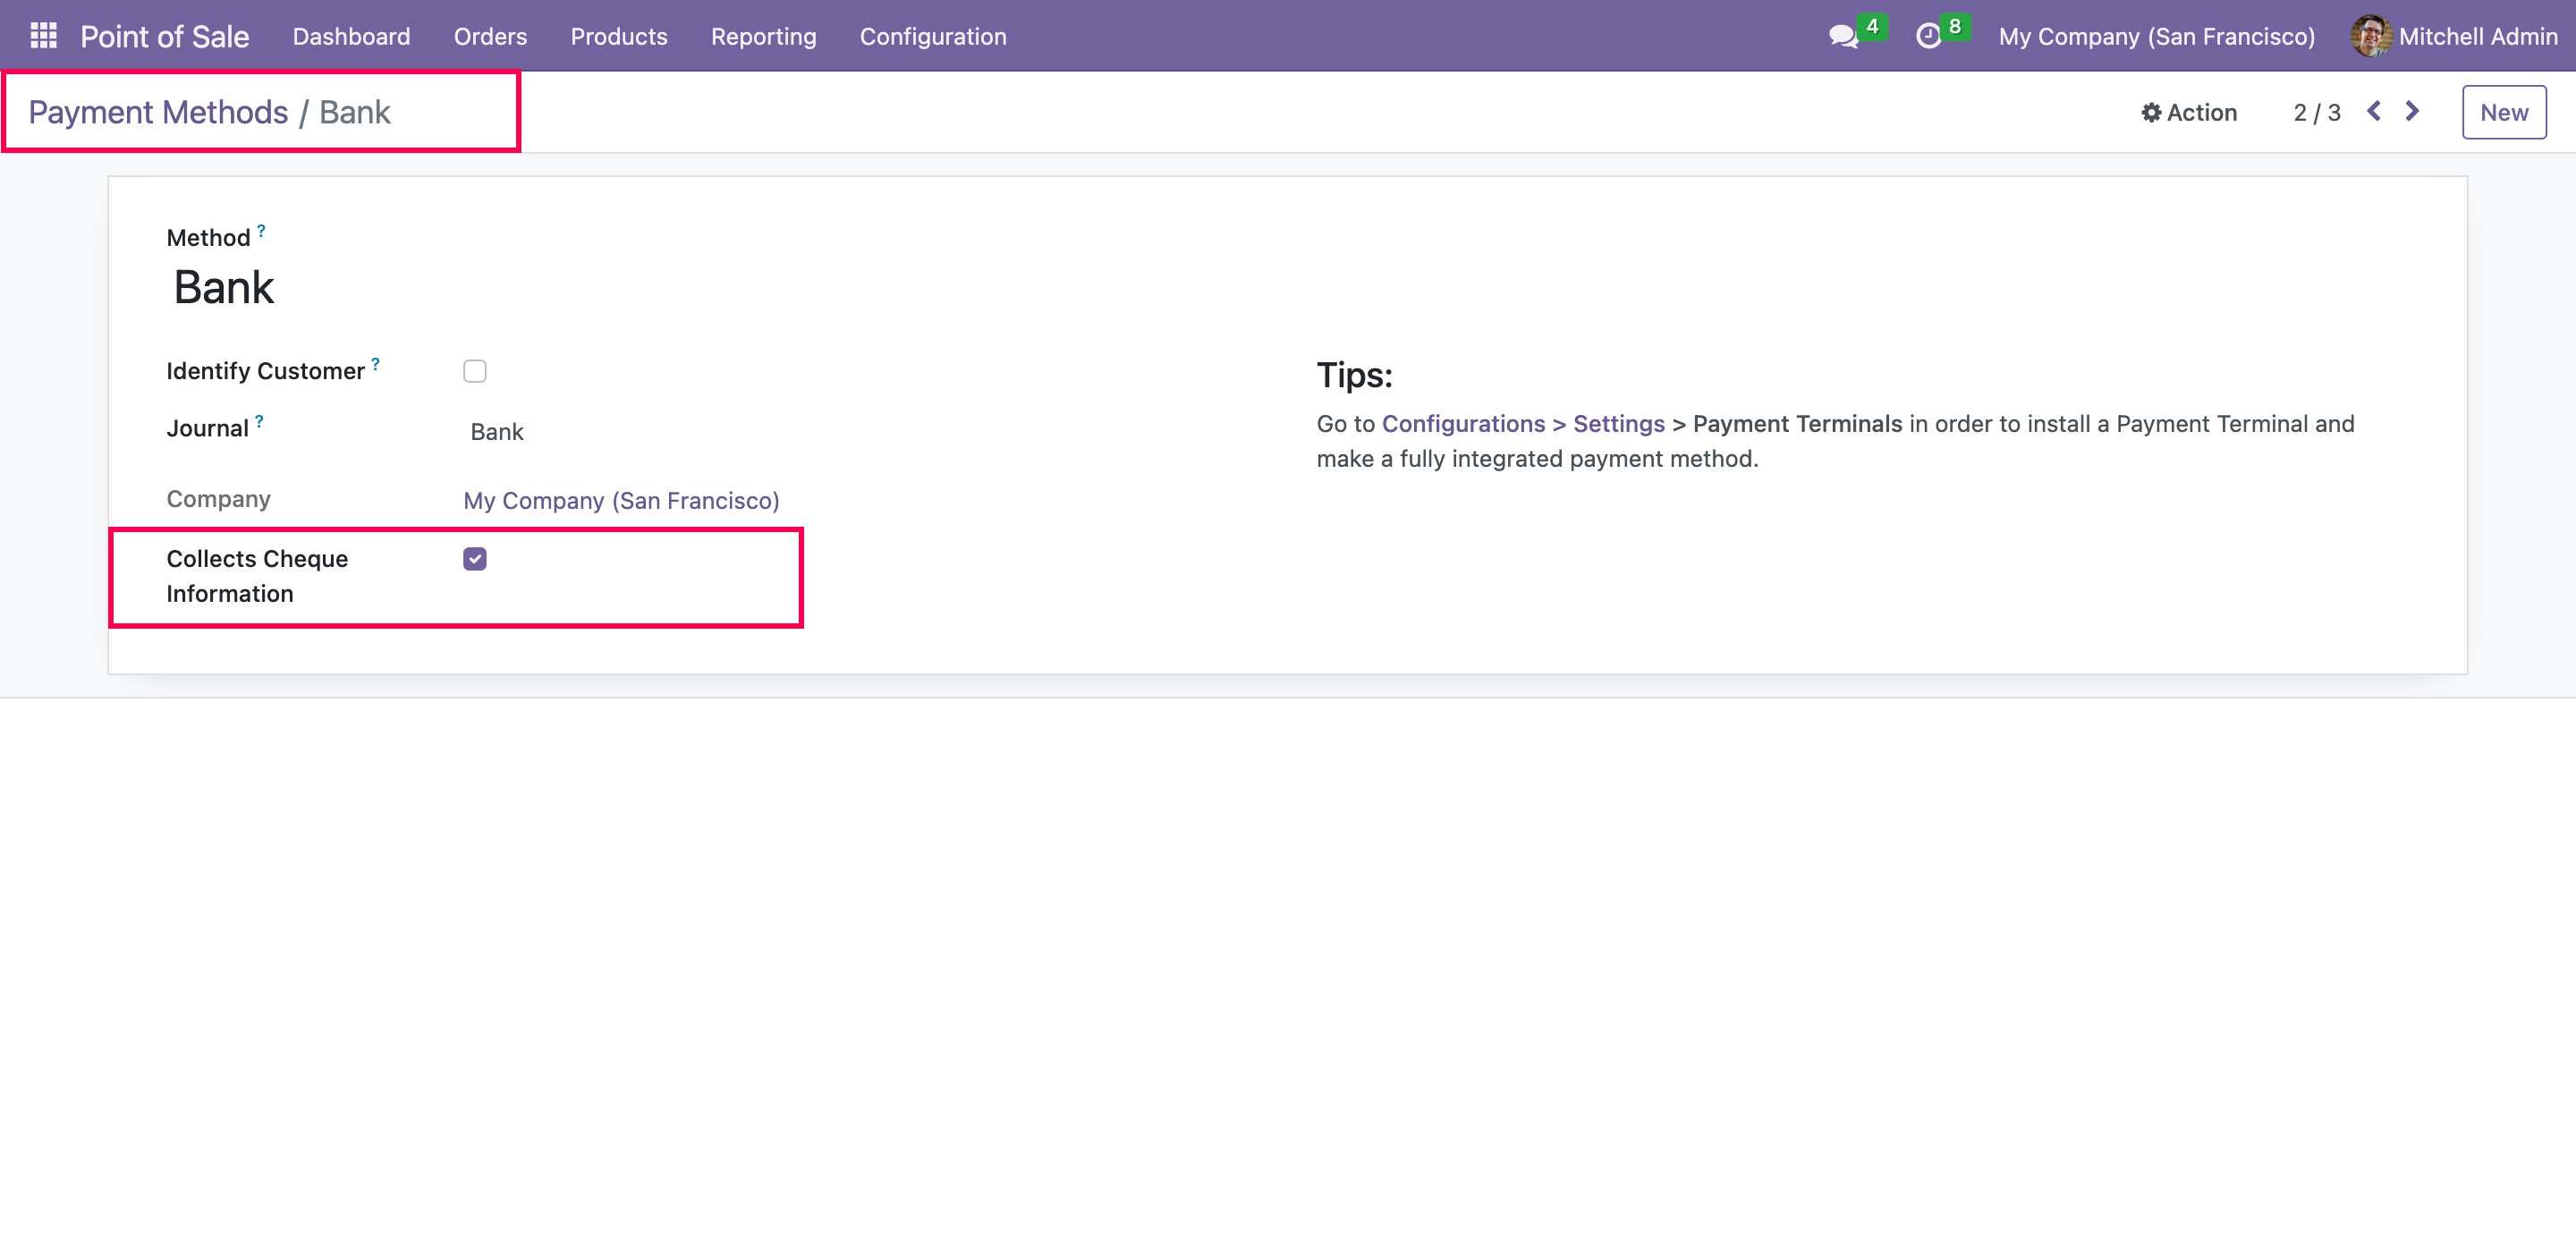 Point of Sale Dashboard Orders Products Reporting Configuration 4 8 My Company (San Francisco) Mitchell Admin
Payment Methods / Bank Action 2 / 3 New
Method ?
Bank
Identify Customer ?
Journal ? Bank
Company My Company (San Francisco)
Collects Cheque
Information
Tips:
Go to Configurations > Settings > Payment Terminals in order to install a Payment Terminal and
make a fully integrated payment method.